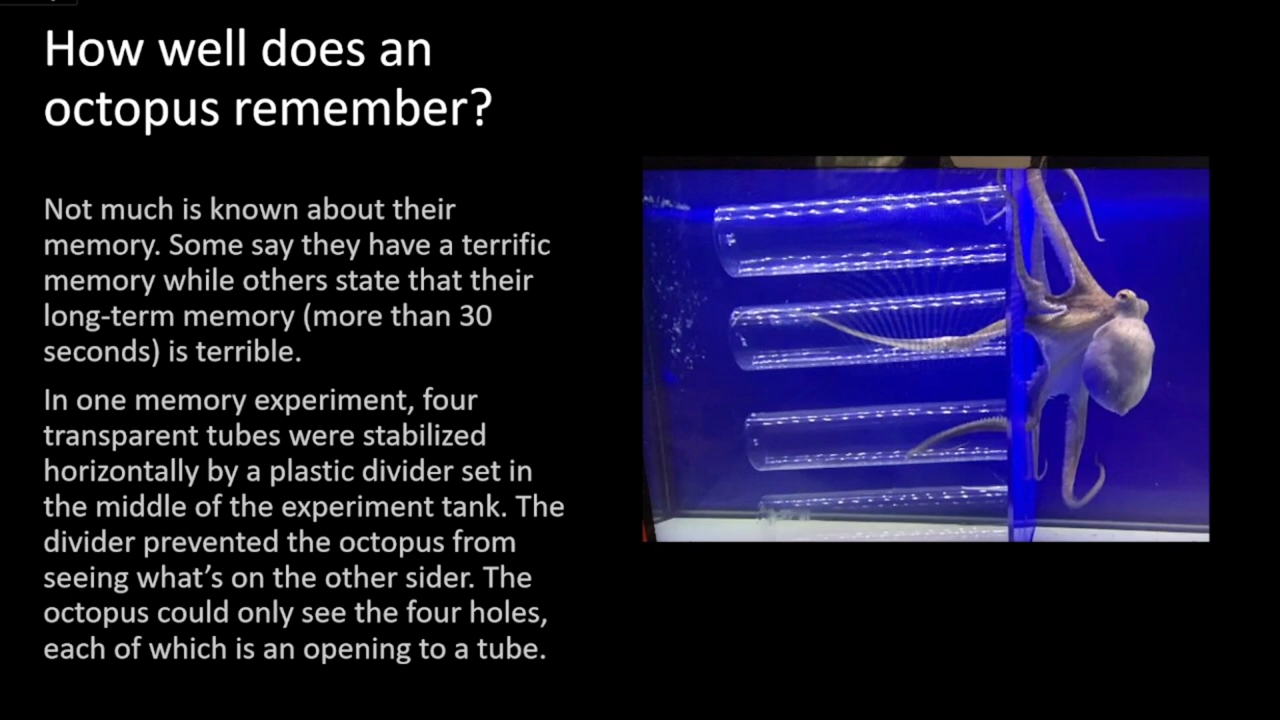 How well does an
octopus remember?
Not much is known about their
memory. Some say they have a terrific
memory while others state that their
long-term memory (more than 30
seconds) is terrible.
In one memory experiment, four
transparent tubes were stabilized
horizontally by a plastic divider set in
the middle of the experiment tank. The
divider prevented the octopus from
seeing what’s on the other sider. The
octopus could only see the four holes,
each of which is an opening to a tube.